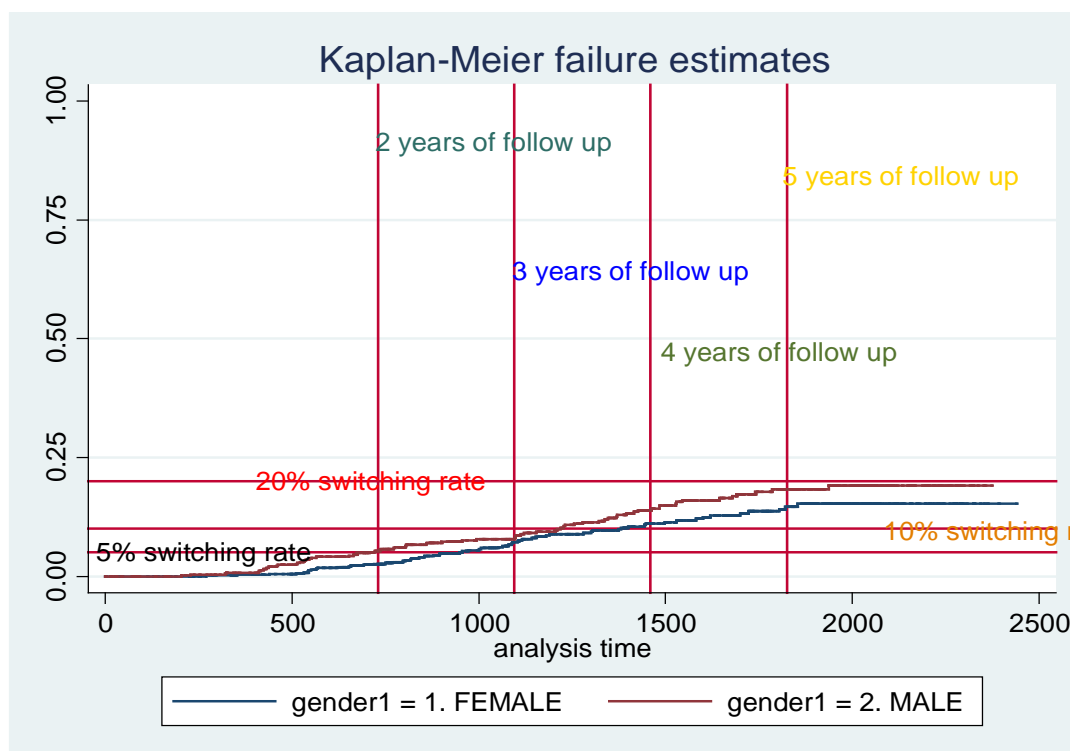 Kaplan-Meier failure estimates
1.00
2 years of follow up
5 years of follow up
0.75
3 years of follow up
0.50
4 years of follow up
0.25
20% switching rate
10% switching r
5% switching rate
0.00
0 500 1000 1500 2000 2500
analysis time
gender1 = 1. FEMALE gender1 = 2. MALE